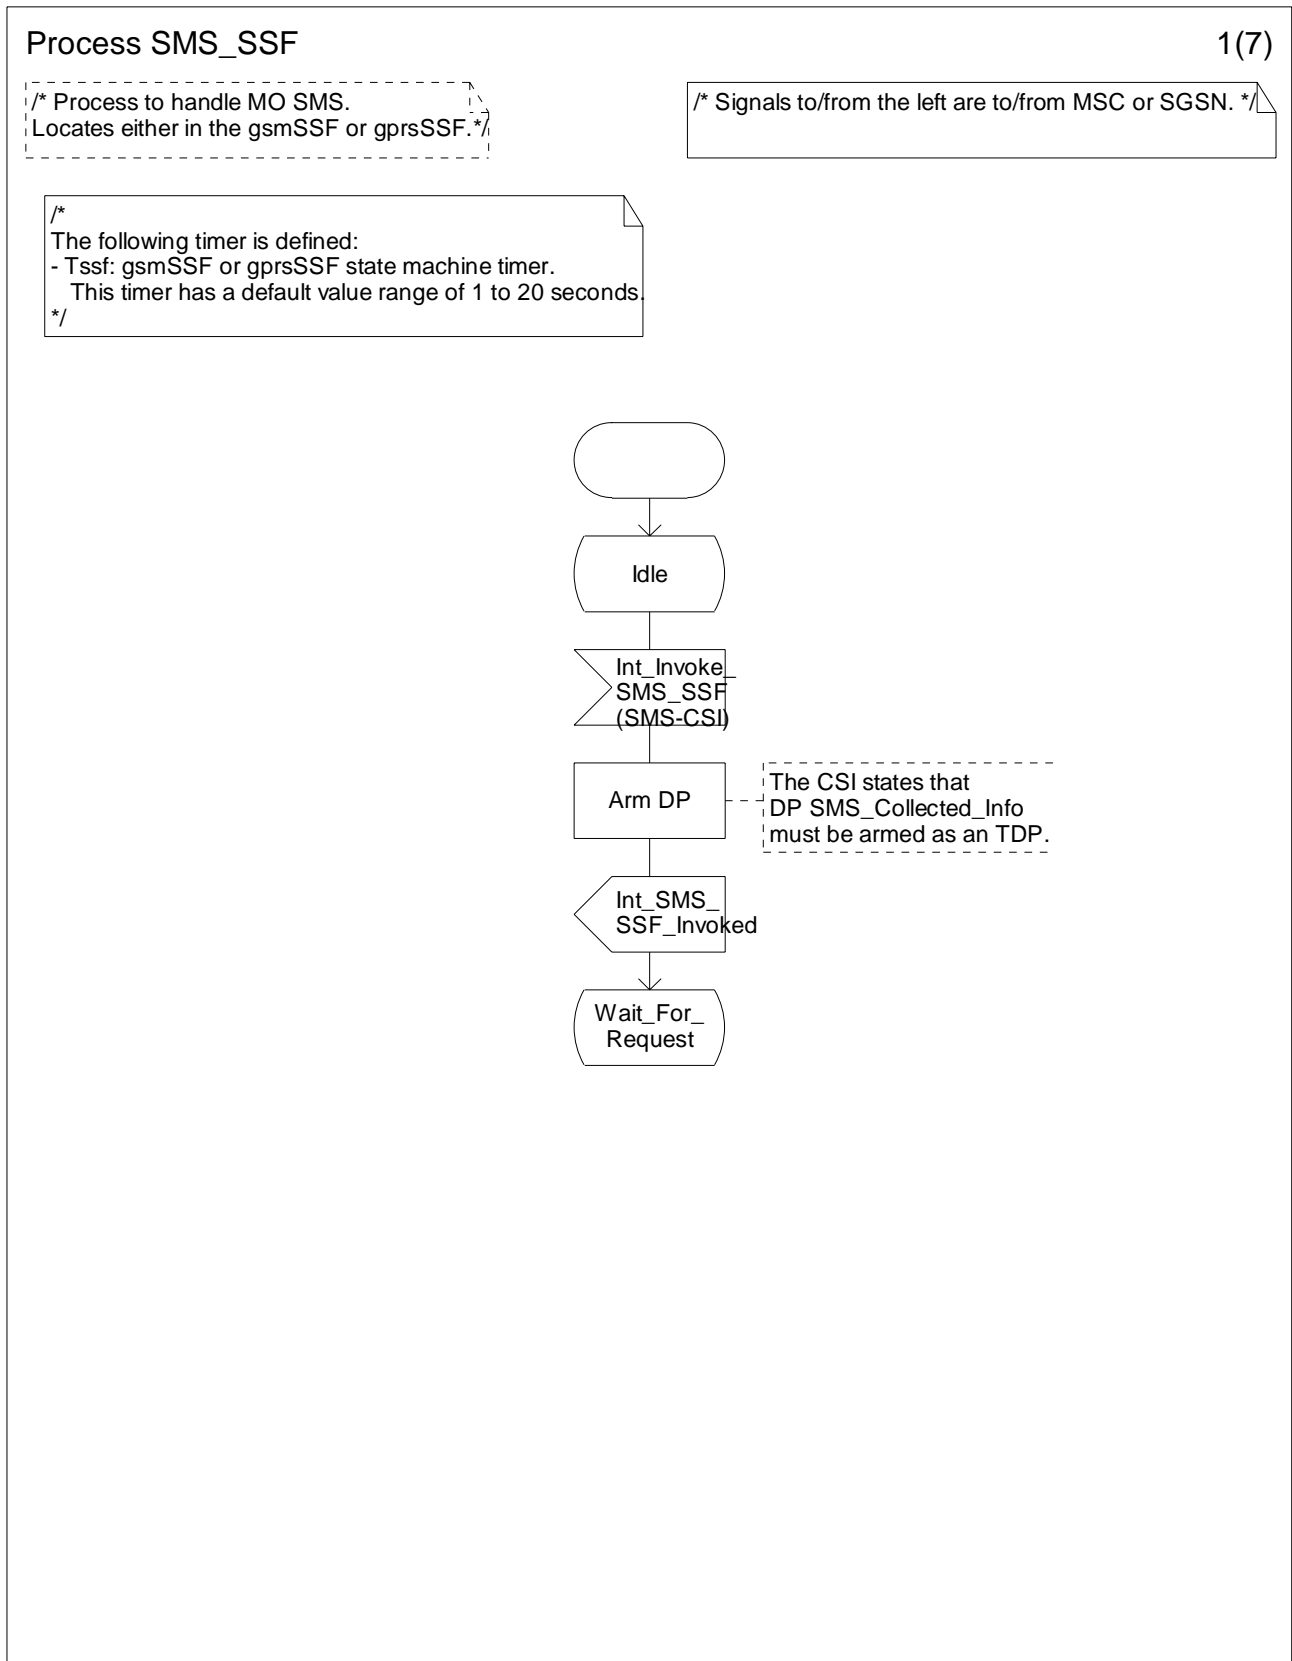 Process SMS_SSF
1(7)
/* Process to handle MO SMS.
Locates either in the gsmSSF or gprsSSF.*/
/* Signals to/from the left are to/from MSC or SGSN. */
/*
The following timer is defined:
- Tssf: gsmSSF or gprsSSF state machine timer.
This timer has a default value range of 1 to 20 seconds.
*/
Idle
Int_Invoke_
SMS_SSF
(SMS-CSI)
Arm DP
The CSI states that
DP SMS_Collected_Info
must be armed as an TDP.
Int_SMS_
SSF_Invoked
Wait_For_
Request